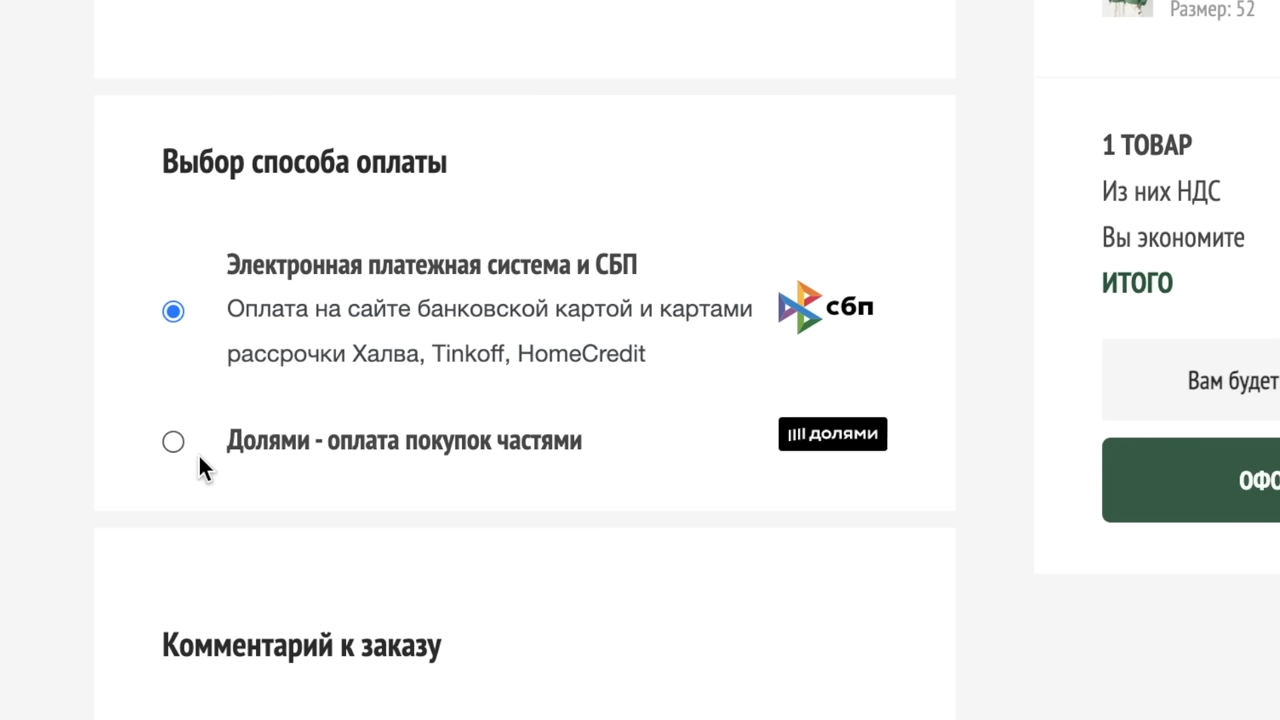 Размер: 52
Выбор способа оплаты
Электронная платежная система и СБП
Оплата на сайте банковской картой и картами
рассрочки Халва, Tinkoff, HomeCredit
сбп
Долями - оплата покупок частями
долями
Комментарий к заказу
1 ТОВАР
Из них НДС
Вы экономите
ИТОГО
Вам будет
ОФО